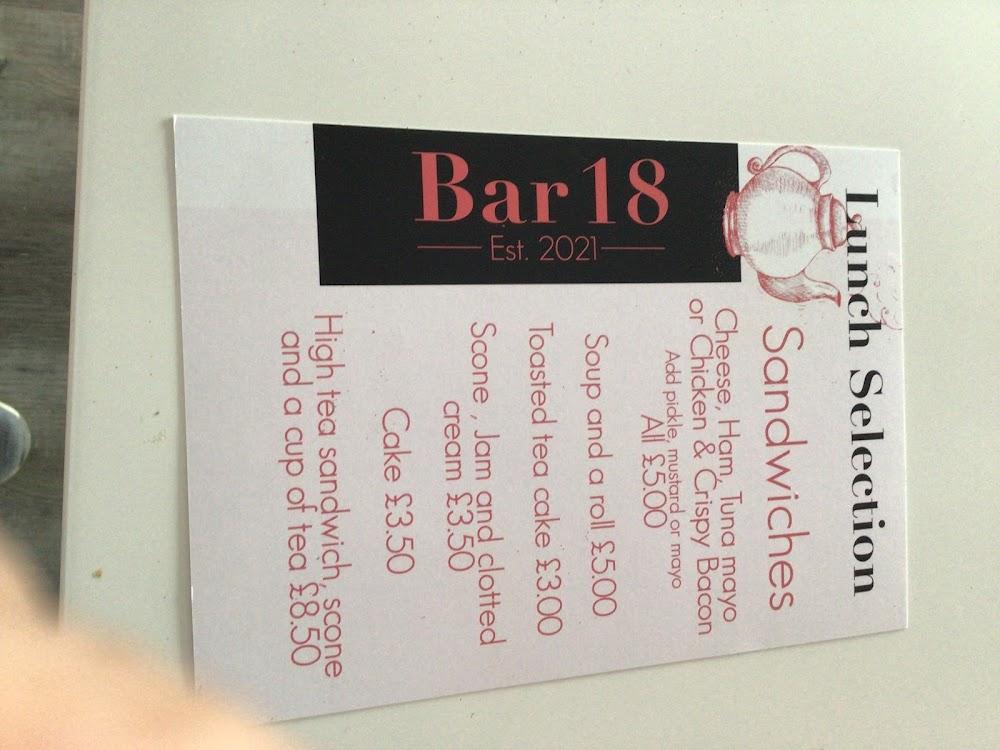 Lunch Selection
Sandwiches
Cheese, Ham, Tuna mayo
or Chicken & Crispy Bacon
Add pickle, mustard or mayo
All £5.00
Soup and a roll £5.00
Toasted tea cake £3.00
Scone , Jam and clotted
cream £3.50
Cake £3.50
High tea sandwich, scone
and a cup of tea £8.50
Bar 18
Est. 2021